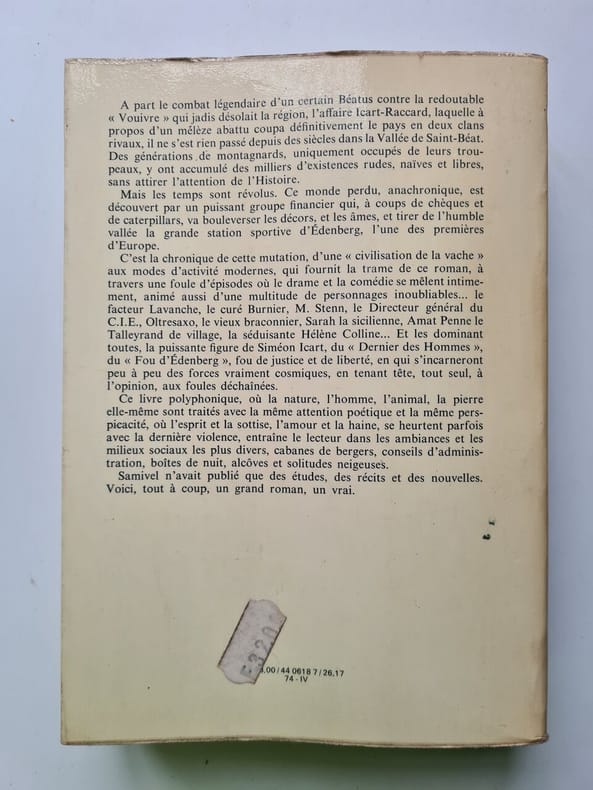 A part le combat légendaire d'un certain Béatus contre la redoutable
« Vouivre » qui jadis désolait la région, l'affaire Icart-Raccard, laquelle à
propos d'un mélèze abattu coupa définitivement le pays en deux clans
rivaux, il ne s'est rien passé depuis des siècles dans la Vallée de Saint-Béat.
Des générations de montagnards, uniquement occupés de leurs trou-
peaux, y ont accumulé des milliers d'existences rudes, naïves et libres,
sans attirer l'attention de l'Histoire.
Mais les temps sont révolus. Ce monde perdu, anachronique, est
découvert par un puissant groupe financier qui, à coups de chèques et
de caterpillars, va bouleverser les décors, et les âmes, et tirer de l'humble
vallée la grande station sportive d'Édenberg, l'une des premières
d'Europe.
C'est la chronique de cette mutation, d'une « civilisation de la vache »
aux modes d'activité modernes, qui fournit la trame de ce roman, à
travers une foule d'épisodes où le drame et la comédie se mêlent intime-
ment, animé aussi d'une multitude de personnages inoubliables... le
facteur Lavanche, le curé Burnier, M. Stenn, le Directeur général du
C.I.E., Oltresaxo, le vieux braconnier, Sarah la sicilienne, Amat Penne le
Talleyrand de village, la séduisante Hélène Colline... Et les dominant
toutes, la puissante figure de Siméon Icart, du « Dernier des Hommes »,
du « Fou d'Édenberg », fou de justice et de liberté, en qui s'incarneront
peu à peu des forces vraiment cosmiques, en tenant tête, tout seul, à
l'opinion, aux foules déchaînées.
Ce livre polyphonique, où la nature, l'homme, l'animal, la pierre
elle-même sont traités avec la même attention poétique et la même pers-
picacité, où l'esprit et la sottise, l'amour et la haine, se heurtent parfois
avec la dernière violence, entraîne le lecteur dans les ambiances et les
milieux sociaux les plus divers, cabanes de bergers, conseils d'adminis-
tration, boîtes de nuit, alcôves et solitudes neigeuses.
Samivel n'avait publié que des études, des récits et des nouvelles.
Voici, tout à coup, un grand roman, un vrai.
,00/44 0618 7/26,17
74-IV